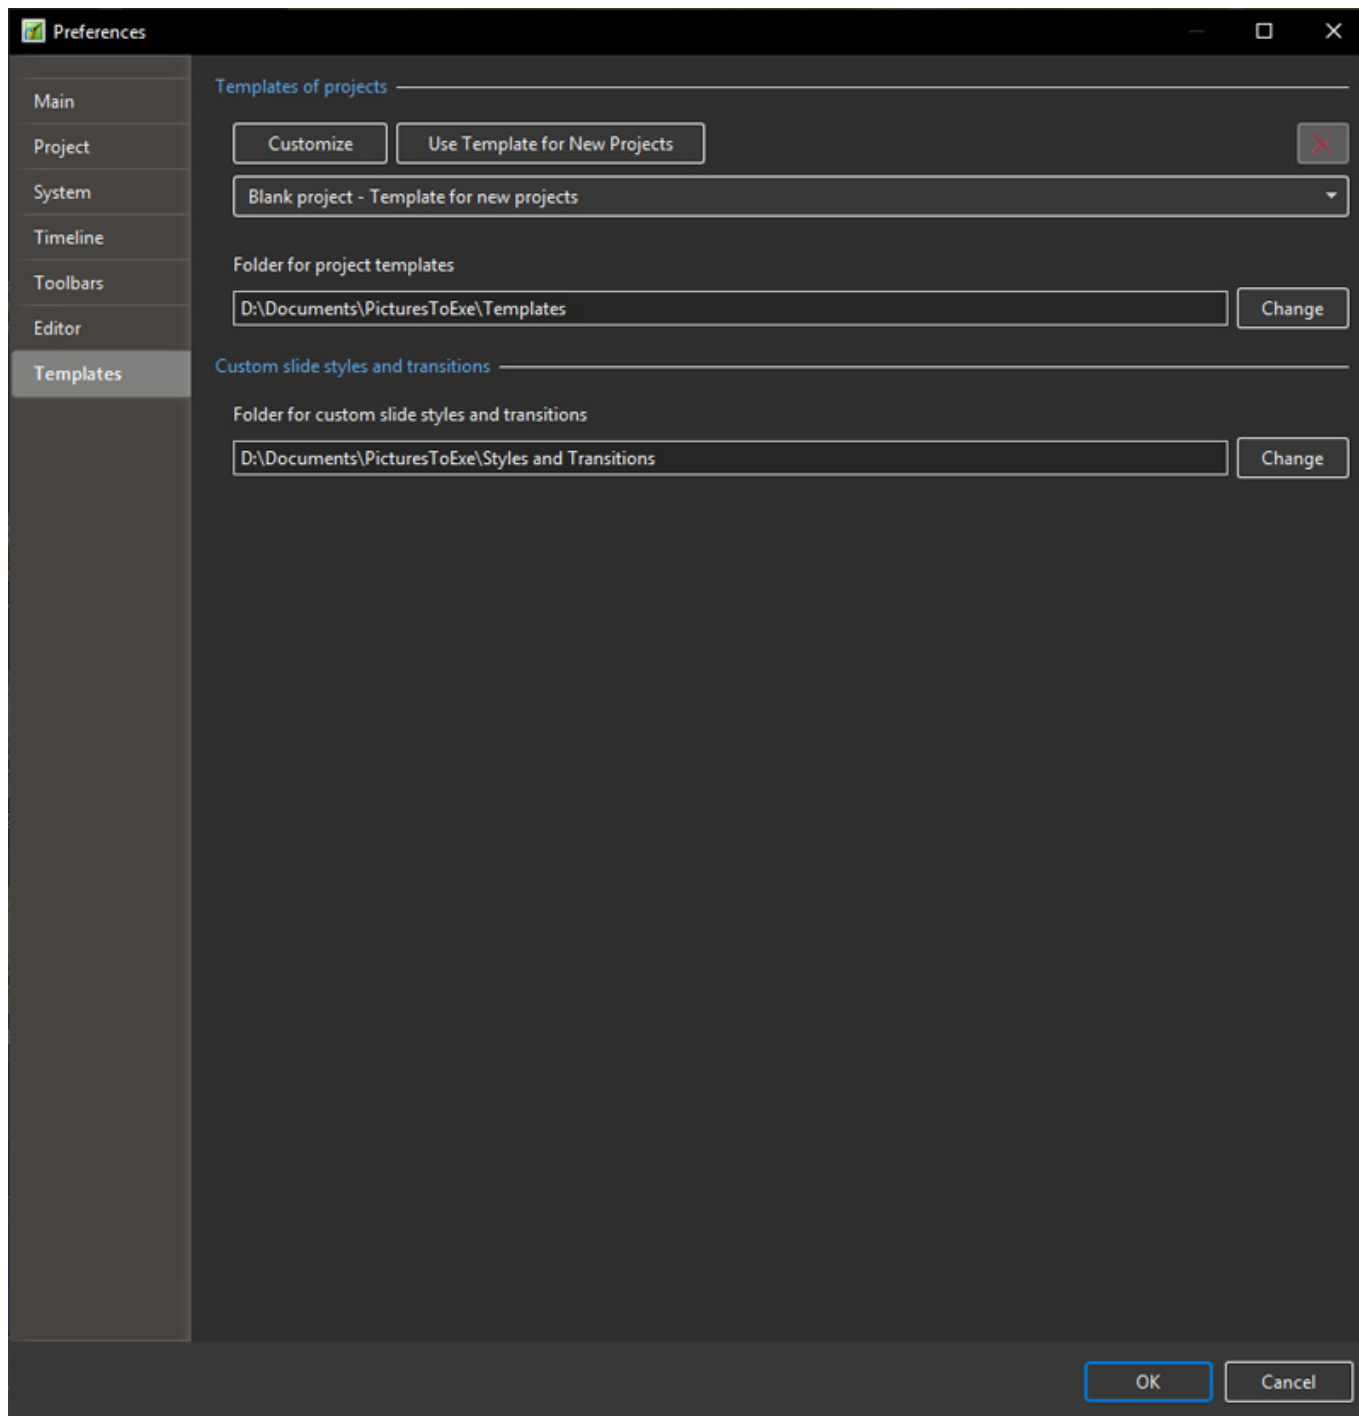 Preferences
Main
Project
System
Timeline
Toolbars
Editor
Templates
Templates of projects
Customize
Use Template for New Projects
Blank project - Template for new projects
Folder for project templates
D:\Documents\PicturesToExe\Templates
Change
Custom slide styles and transitions
Folder for custom slide styles and transitions
D:\Documents\PicturesToExe\Styles and Transitions
Change
OK
Cancel